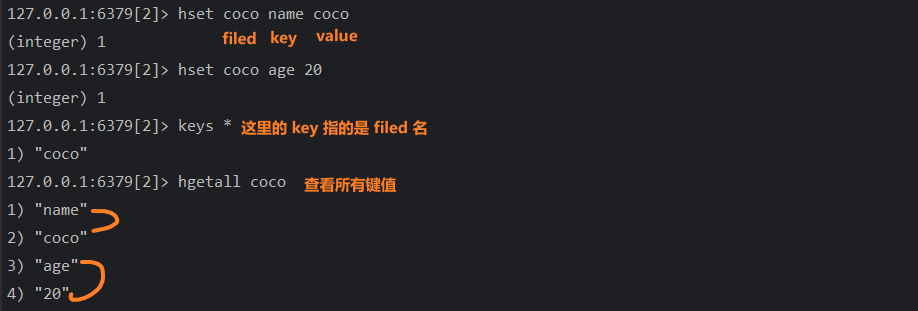 127.0.0.1:6379[2]> hset coco name coco
filed key value
(integer) 1
127.0.0.1:6379[2]> hset coco age 20
(integer) 1
127.0.0.1:6379[2]> keys * 这里的 key 指的是 filed 名
1) "coco"
127.0.0.1:6379[2]> hgetall coco 查看所有键值
1) "name"
2) "coco"
3) "age"
4) "20"